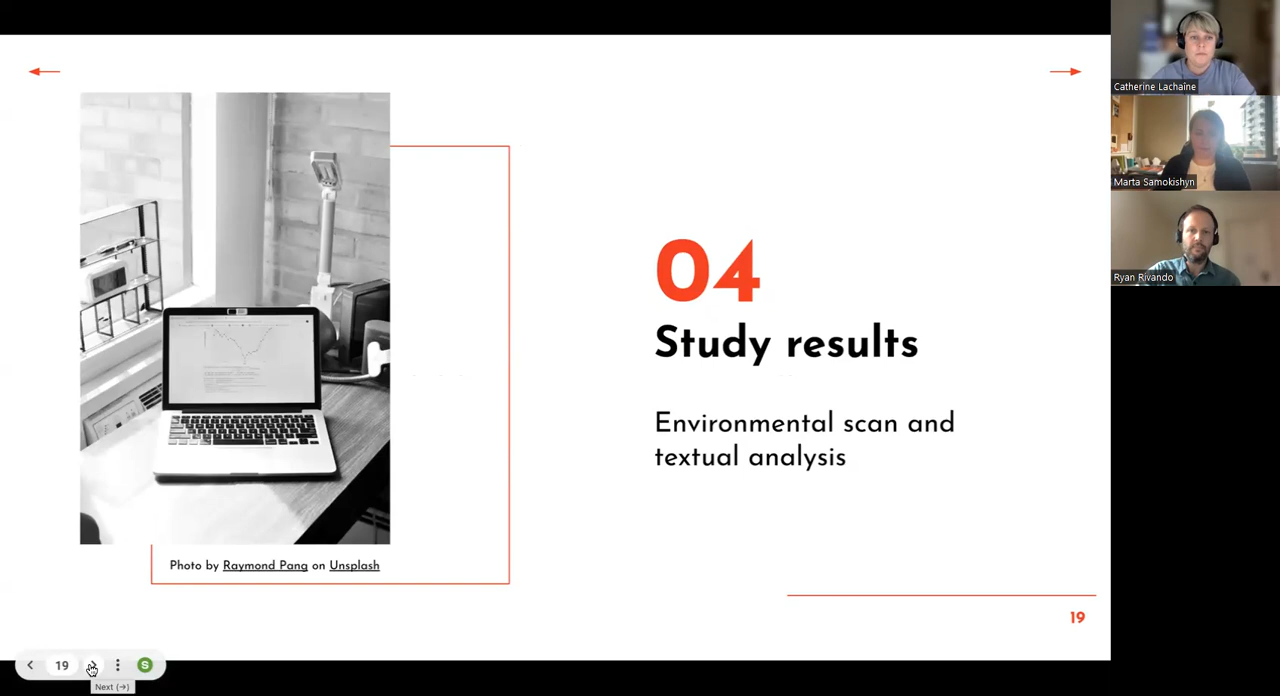 04
Study results
Environmental scan and
textual analysis
Photo by Raymond Pang on Unsplash
19
19
S
Next (→)
Catherine Lachaîne
Marta Samokishyn
Ryan Rivando